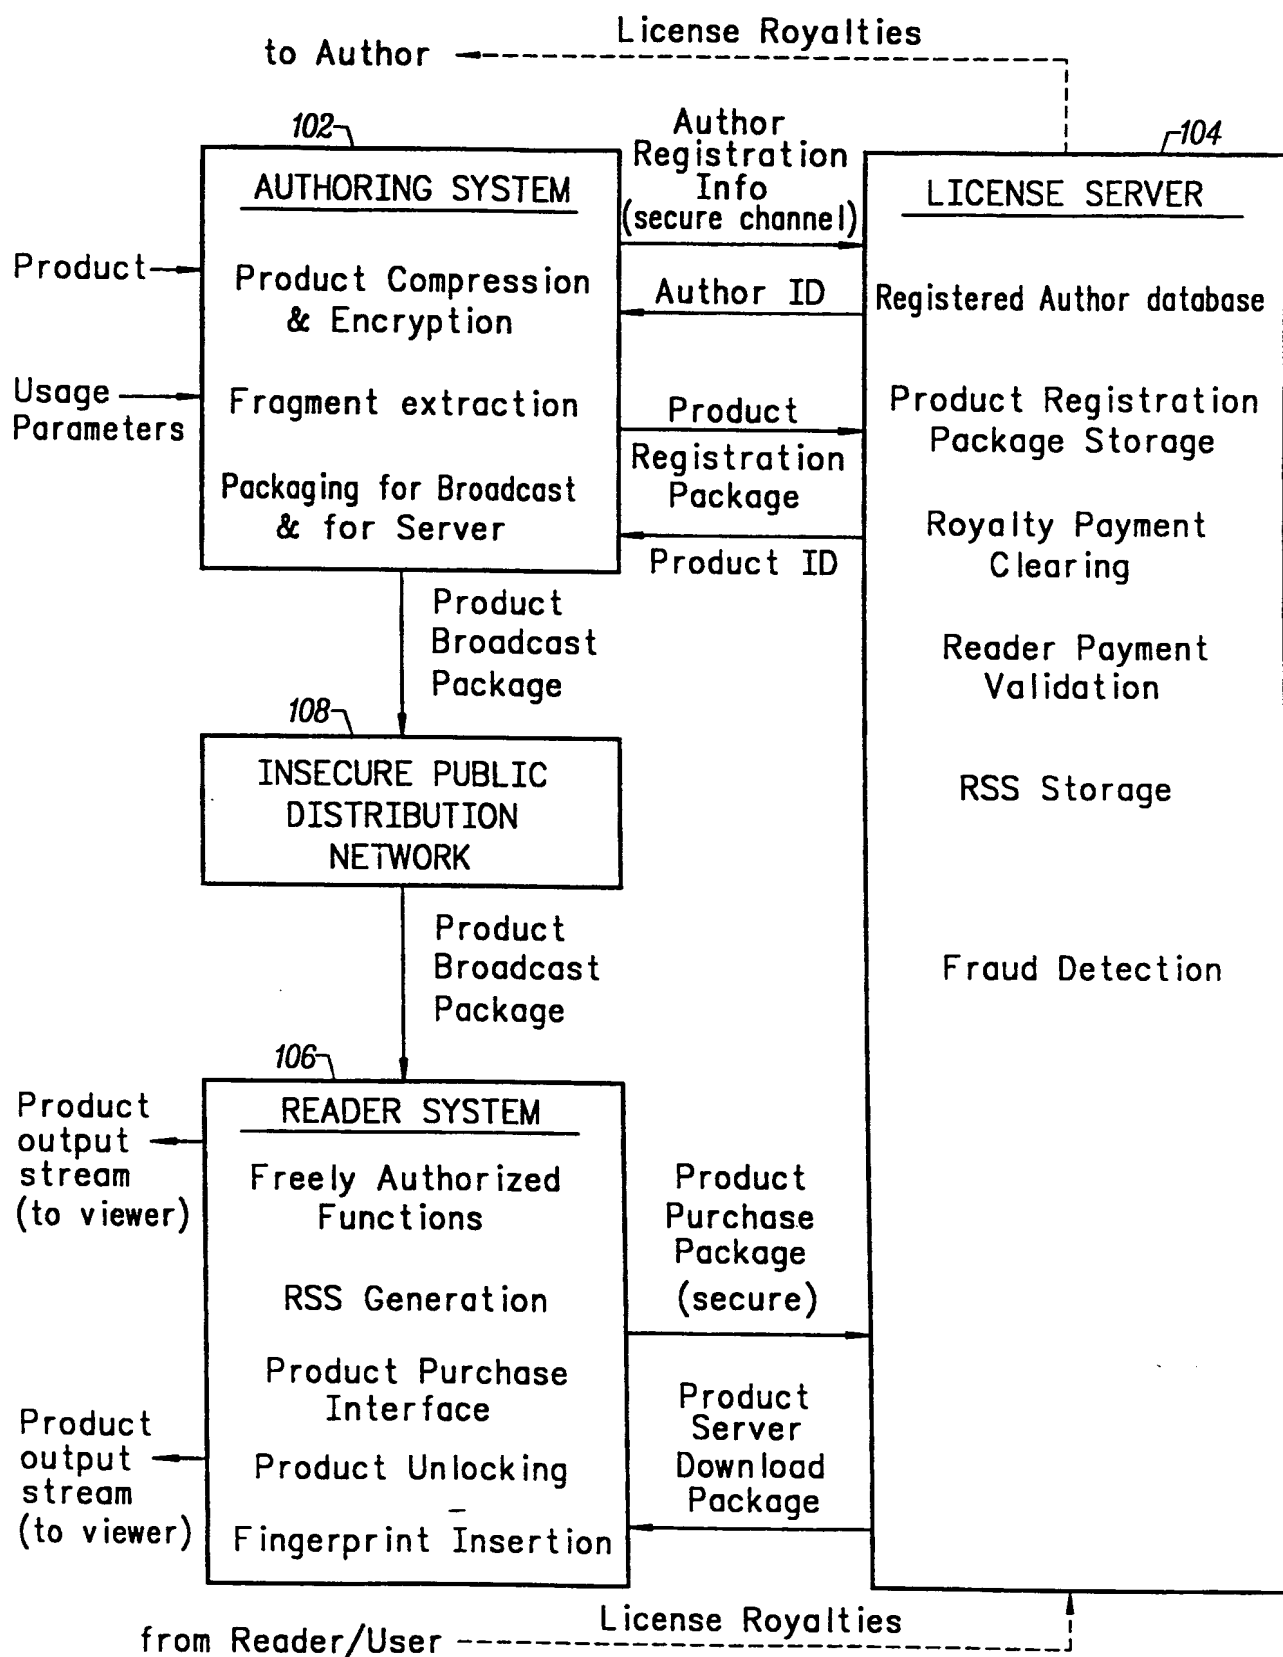 License Royalties
to Author
102
AUTHORING SYSTEM
Product Compression
& Encryption
Fragment extraction
Packaging for Broadcast
& for Server
Product
Usage
Parameters
Author
Registration
Info
(secure channel)
Author ID
Product
Registration
Package
Product ID
104
LICENSE SERVER
Registered Author database
Product Registration
Package Storage
Royalty Payment
Clearing
Reader Payment
Validation
RSS Storage
Fraud Detection
Product
Broadcast
Package
108
INSECURE PUBLIC
DISTRIBUTION
NETWORK
Product
Broadcast
Package
106
READER SYSTEM
Freely Authorized
Functions
RSS Generation
Product Purchase
Interface
Product Unlocking
Fingerprint Insertion
Product
output
stream
(to viewer)
Product
output
stream
(to viewer)
Product
Purchase
Package
(secure)
Product
Server
Download
Package
License Royalties
from Reader/User